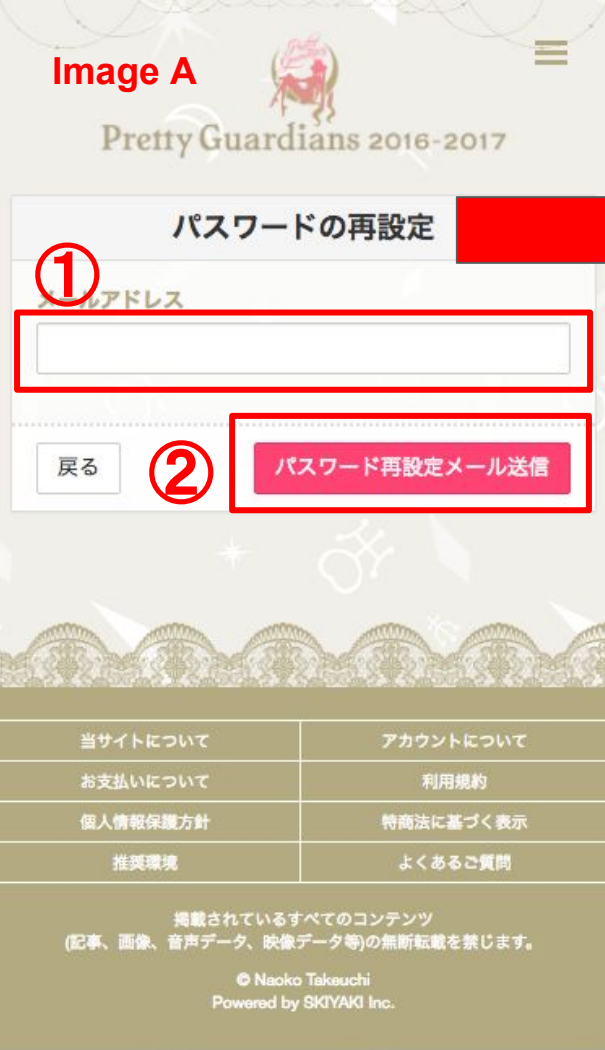 Image A
Pretty Guardians
Pretty Guardians 2016-2017
パスワードの再設定
①
メールアドレス
戻る
②
パスワード再設定メール送信
当サイトについて
アカウントについて
お支払いについて
利用規約
個人情報保護方針
特商法に基づく表示
推奨環境
よくあるご質問
掲載されているすべてのコンテンツ
(記事、画像、音声データ、映像データ等)の無断転載を禁じます。
© Naoko Takeuchi
Powered by SKIYAKI Inc.